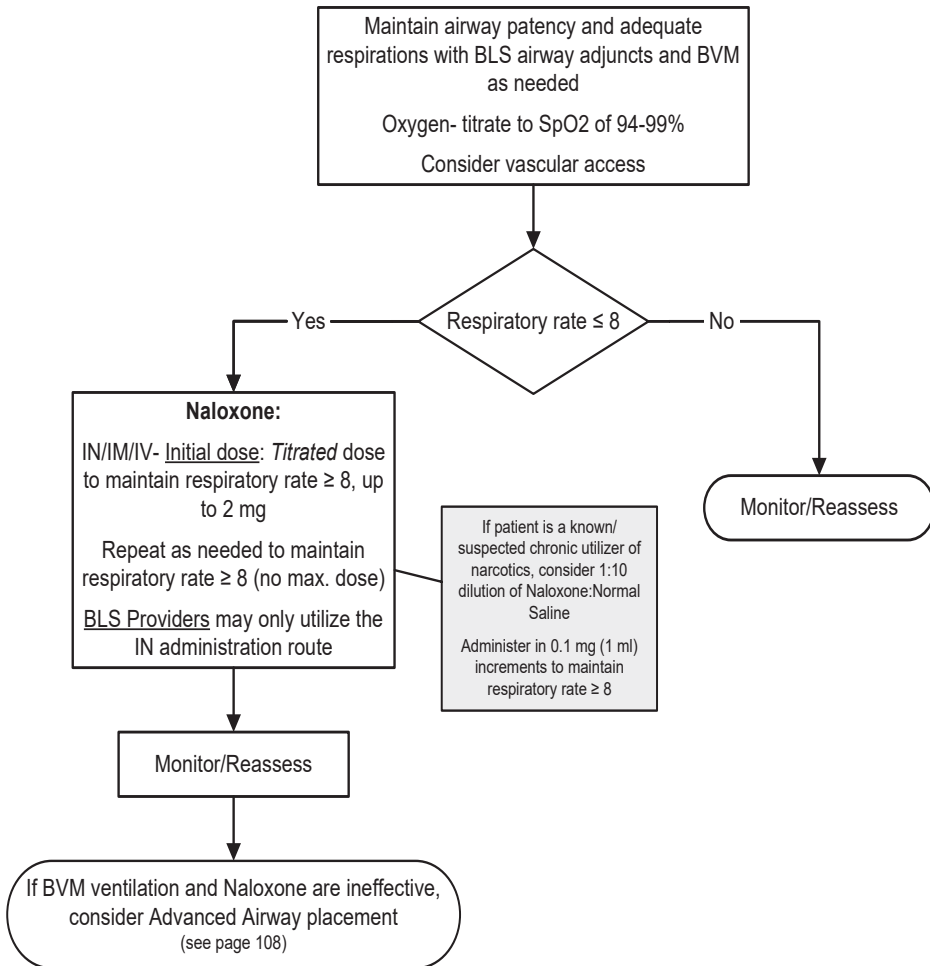 Maintain airway patency and adequate
respirations with BLS airway adjuncts and BVM
as needed
Oxygen- titrate to SpO2 of 94-99%
Consider vascular access
Respiratory rate ≤ 8
Yes
No
Naloxone:
IN/IM/IV- Initial dose: Titrated dose
to maintain respiratory rate ≥ 8, up
to 2 mg
Repeat as needed to maintain
respiratory rate ≥ 8 (no max. dose)
BLS Providers may only utilize the
IN administration route
If patient is a known/
suspected chronic utilizer of
narcotics, consider 1:10
dilution of Naloxone:Normal
Saline
Administer in 0.1 mg (1 ml)
increments to maintain
respiratory rate ≥ 8
Monitor/Reassess
Monitor/Reassess
If BVM ventilation and Naloxone are ineffective,
consider Advanced Airway placement
(see page 108)